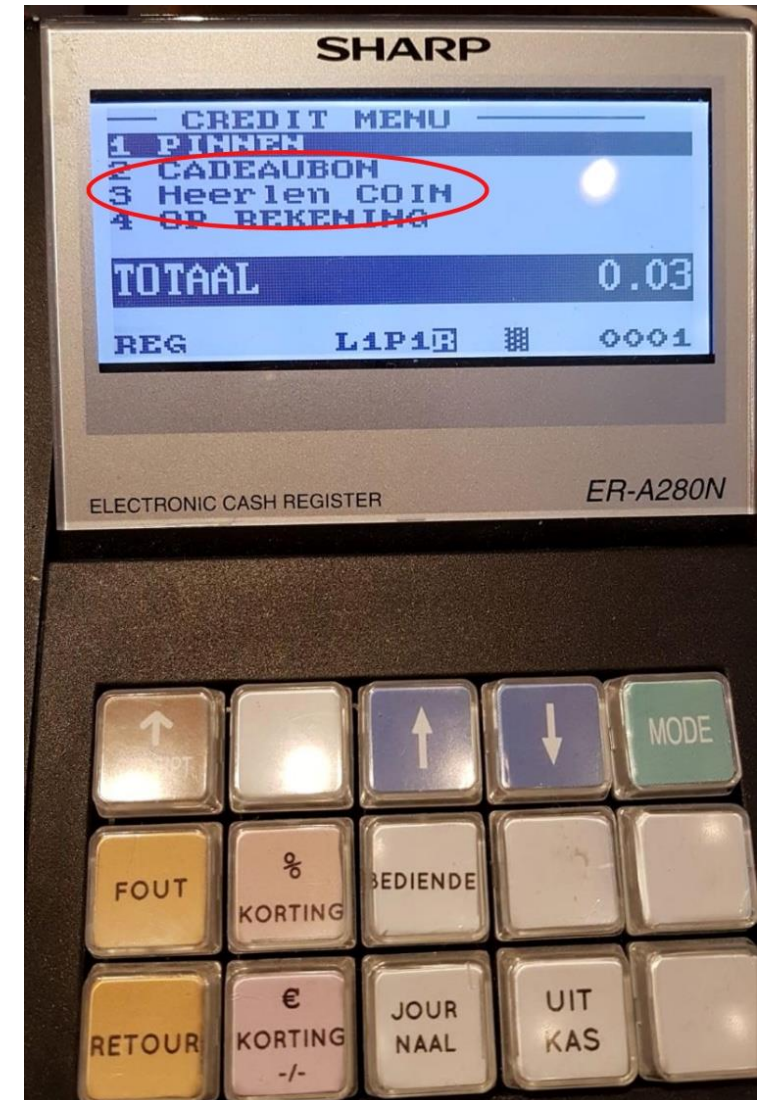 SHARP
CREDIT MENU
1 PINNEN
2 CADEAUBON
3 Heerlen COIN
4 OP REKENING
TOTAAL 0.03
REG L1P1R 0001
ELECTRONIC CASH REGISTER ER-A280N
MODE
FOUT
%
KORTING
BEDIENDE
RETOUR
€
KORTING
-/-
JOUR
NAAL
UIT
KAS